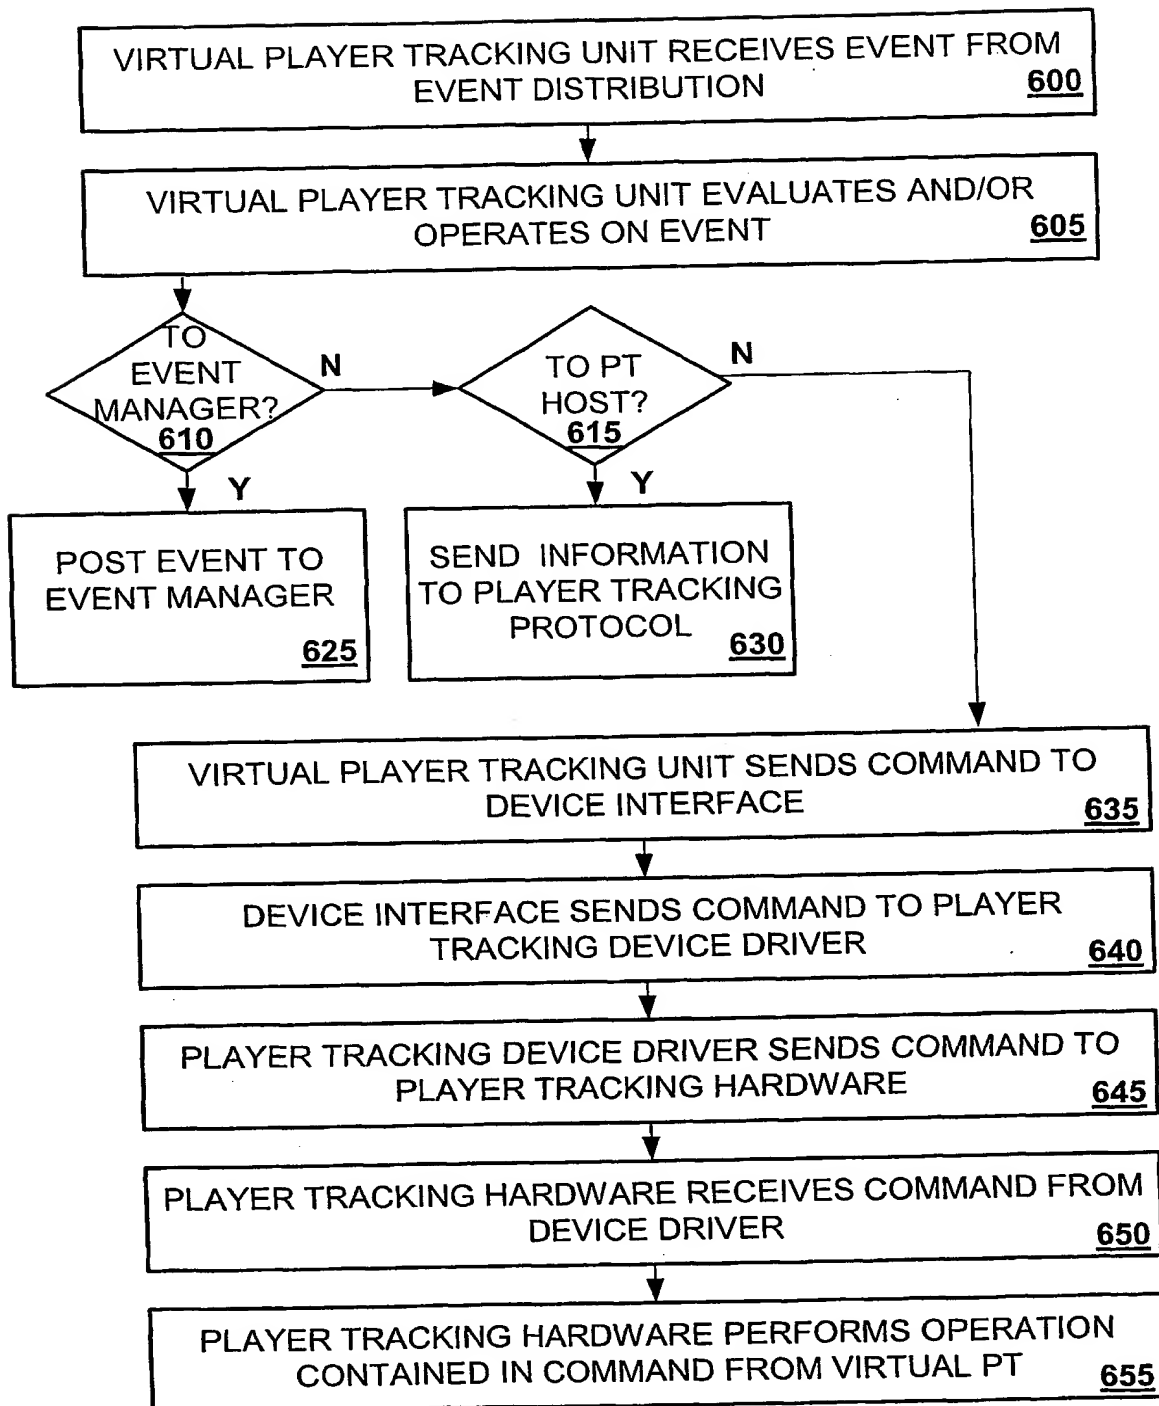 VIRTUAL PLAYER TRACKING UNIT RECEIVES EVENT FROM
EVENT DISTRIBUTION
600
VIRTUAL PLAYER TRACKING UNIT EVALUATES AND/OR
OPERATES ON EVENT
605
TO
EVENT
MANAGER?
610
N
TO PT
HOST?
615
N
Y
Y
POST EVENT TO
EVENT MANAGER
625
SEND INFORMATION
TO PLAYER TRACKING
PROTOCOL
630
VIRTUAL PLAYER TRACKING UNIT SENDS COMMAND TO
DEVICE INTERFACE
635
DEVICE INTERFACE SENDS COMMAND TO PLAYER
TRACKING DEVICE DRIVER
640
PLAYER TRACKING DEVICE DRIVER SENDS COMMAND TO
PLAYER TRACKING HARDWARE
645
PLAYER TRACKING HARDWARE RECEIVES COMMAND FROM
DEVICE DRIVER
650
PLAYER TRACKING HARDWARE PERFORMS OPERATION
CONTAINED IN COMMAND FROM VIRTUAL PT
655